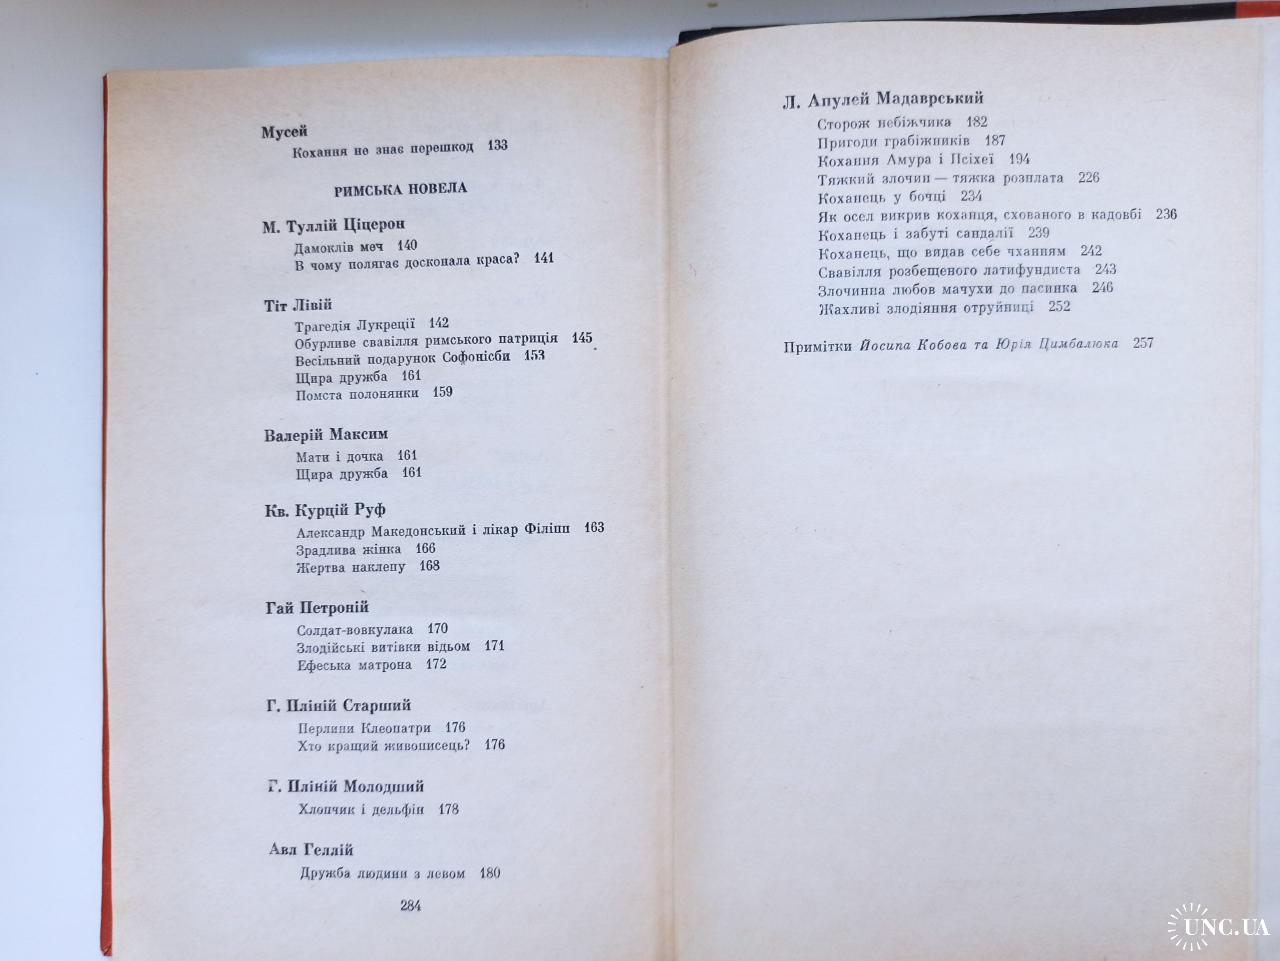 Мусей
Кохання не знає перешкод 133
РИМСЬКА НОВЕЛА
М. Туллій Ціцерон
Дамоклів меч 140
В чому полягає досконала краса? 141
Тіт Лівій
Трагедія Лукреції 142
Обурливе свавілля римського патриція 145
Весільний подарунок Софонісби 153
Щира дружба 161
Помста полонянки 159
Валерій Максим
Мати і дочка 161
Щира дружба 161
Кв. Курцій Руф
Александр Македонський і лікар Філіпп 163
Зрадлива жінка 166
Жертва наклепу 168
Гай Петроній
Солдат-вовкулака 170
Злодійські витівки відьом 171
Ефеська матрона 172
Г. Пліній Старший
Перлини Клеопатри 176
Хто кращий живописець? 176
Г. Пліній Молодший
Хлопчик і дельфін 178
Авл Геллій
Дружба людини з левом 180
284
Л. Апулей Мадаврський
Сторож небіжчика 182
Пригоди грабіжників 187
Кохання Амура і Псіхеї 194
Тяжкий злочин — тяжка розплата 226
Коханець у бочці 234
Як осел викрив коханця, схованого в кадовбі 236
Коханець і забуті сандалії 239
Коханець, що видав себе чханням 242
Свавілля розбещеного латифундиста 243
Злочинна любов мачухи до пасинка 246
Жахливі злодіяння отруйниці 252
Примітки Йосипа Кобова та Юрія Цимбалюка 257
UNC.UA